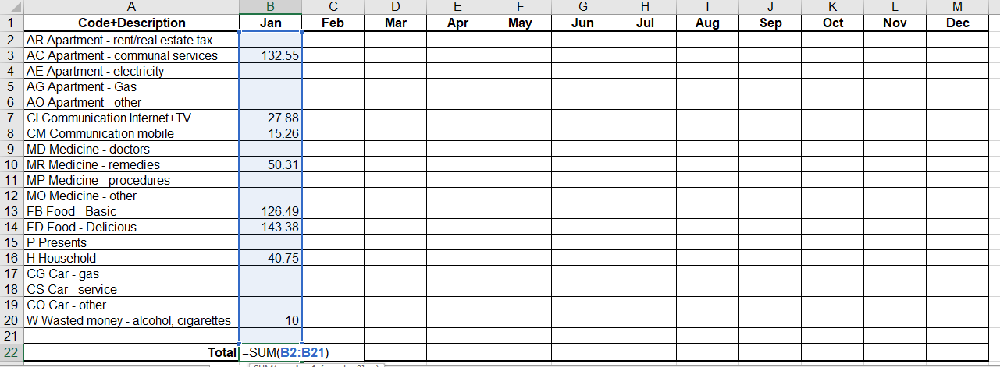 A B C D E F G H I J K L M
1 Code+Description Jan Feb Mar Apr May Jun Jul Aug Sep Oct Nov Dec
2 AR Apartment - rent/real estate tax
3 AC Apartment - communal services 132.55
4 AE Apartment - electricity
5 AG Apartment - Gas
6 AO Apartment - other
7 CI Communication Internet+TV 27.88
8 CM Communication mobile 15.26
9 MD Medicine - doctors
10 MR Medicine - remedies 50.31
11 MP Medicine - procedures
12 MO Medicine - other
13 FB Food - Basic 126.49
14 FD Food - Delicious 143.38
15 P Presents
16 H Household 40.75
17 CG Car - gas
18 CS Car - service
19 CO Car - other
20 W Wasted money - alcohol, cigarettes 10
21
22 Total =SUM(B2:B21)